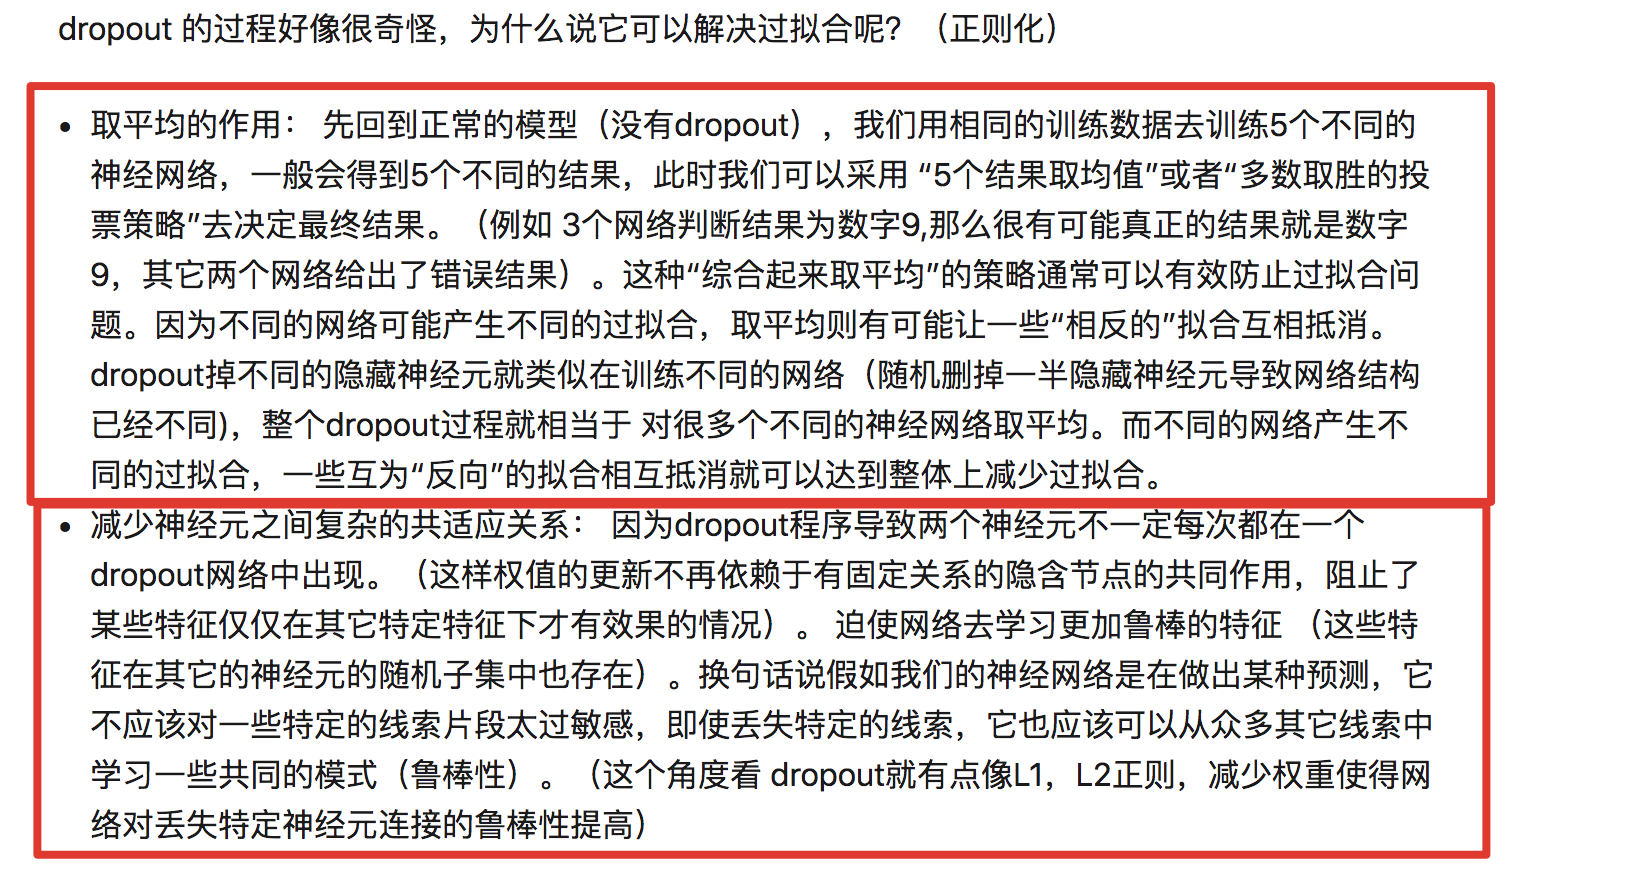 dropout 的过程好像很奇怪，为什么说它可以解决过拟合呢？（正则化）
• 取平均的作用： 先回到正常的模型（没有dropout），我们用相同的训练数据去训练5个不同的
神经网络，一般会得到5个不同的结果，此时我们可以采用 “5个结果取均值”或者“多数取胜的投
票策略”去决定最终结果。（例如 3个网络判断结果为数字9,那么很有可能真正的结果就是数字
9，其它两个网络给出了错误结果）。这种“综合起来取平均”的策略通常可以有效防止过拟合问
题。因为不同的网络可能产生不同的过拟合，取平均则有可能让一些“相反的”拟合互相抵消。
dropout掉不同的隐藏神经元就类似在训练不同的网络（随机删掉一半隐藏神经元导致网络结构
已经不同)，整个dropout过程就相当于 对很多个不同的神经网络取平均。而不同的网络产生不
同的过拟合，一些互为“反向”的拟合相互抵消就可以达到整体上减少过拟合。
• 减少神经元之间复杂的共适应关系： 因为dropout程序导致两个神经元不一定每次都在一个
dropout网络中出现。（这样权值的更新不再依赖于有固定关系的隐含节点的共同作用，阻止了
某些特征仅仅在其它特定特征下才有效果的情况）。 迫使网络去学习更加鲁棒的特征 （这些特
征在其它的神经元的随机子集中也存在）。换句话说假如我们的神经网络是在做出某种预测，它
不应该对一些特定的线索片段太过敏感，即使丢失特定的线索，它也应该可以从众多其它线索中
学习一些共同的模式（鲁棒性）。（这个角度看 dropout就有点像L1，L2正则，减少权重使得网
络对丢失特定神经元连接的鲁棒性提高）